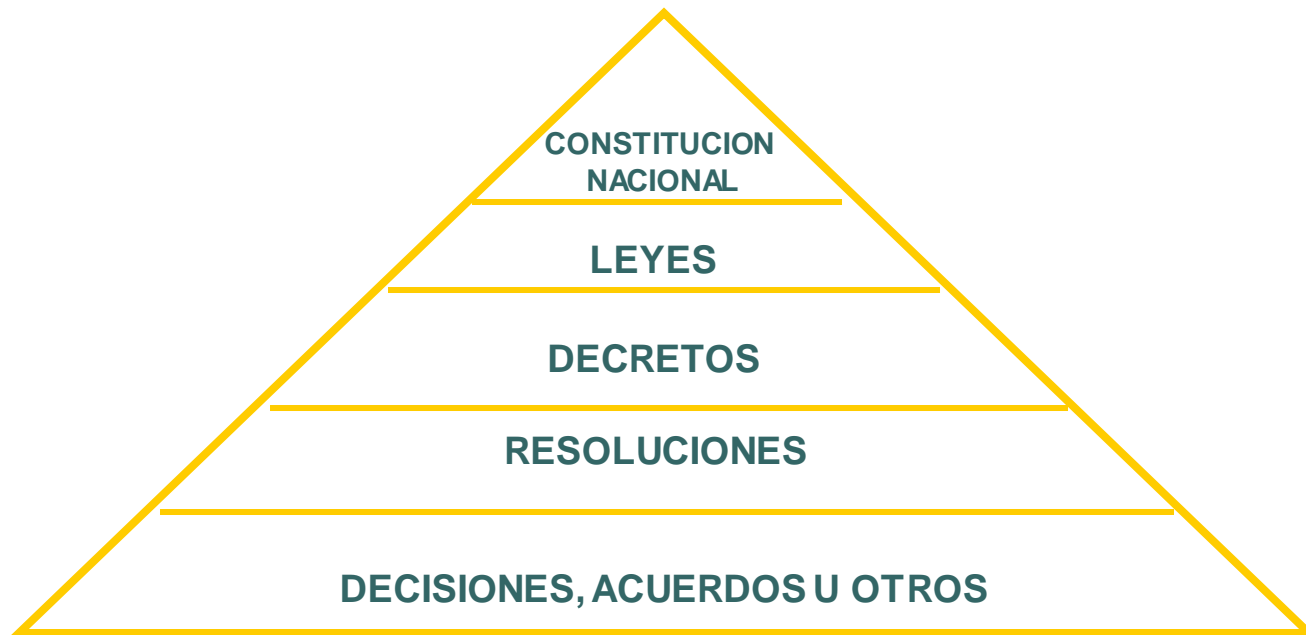 CONSTITUCION
NACIONAL
LEYES
DECRETOS
RESOLUCIONES
DECISIONES, ACUERDOS U OTROS